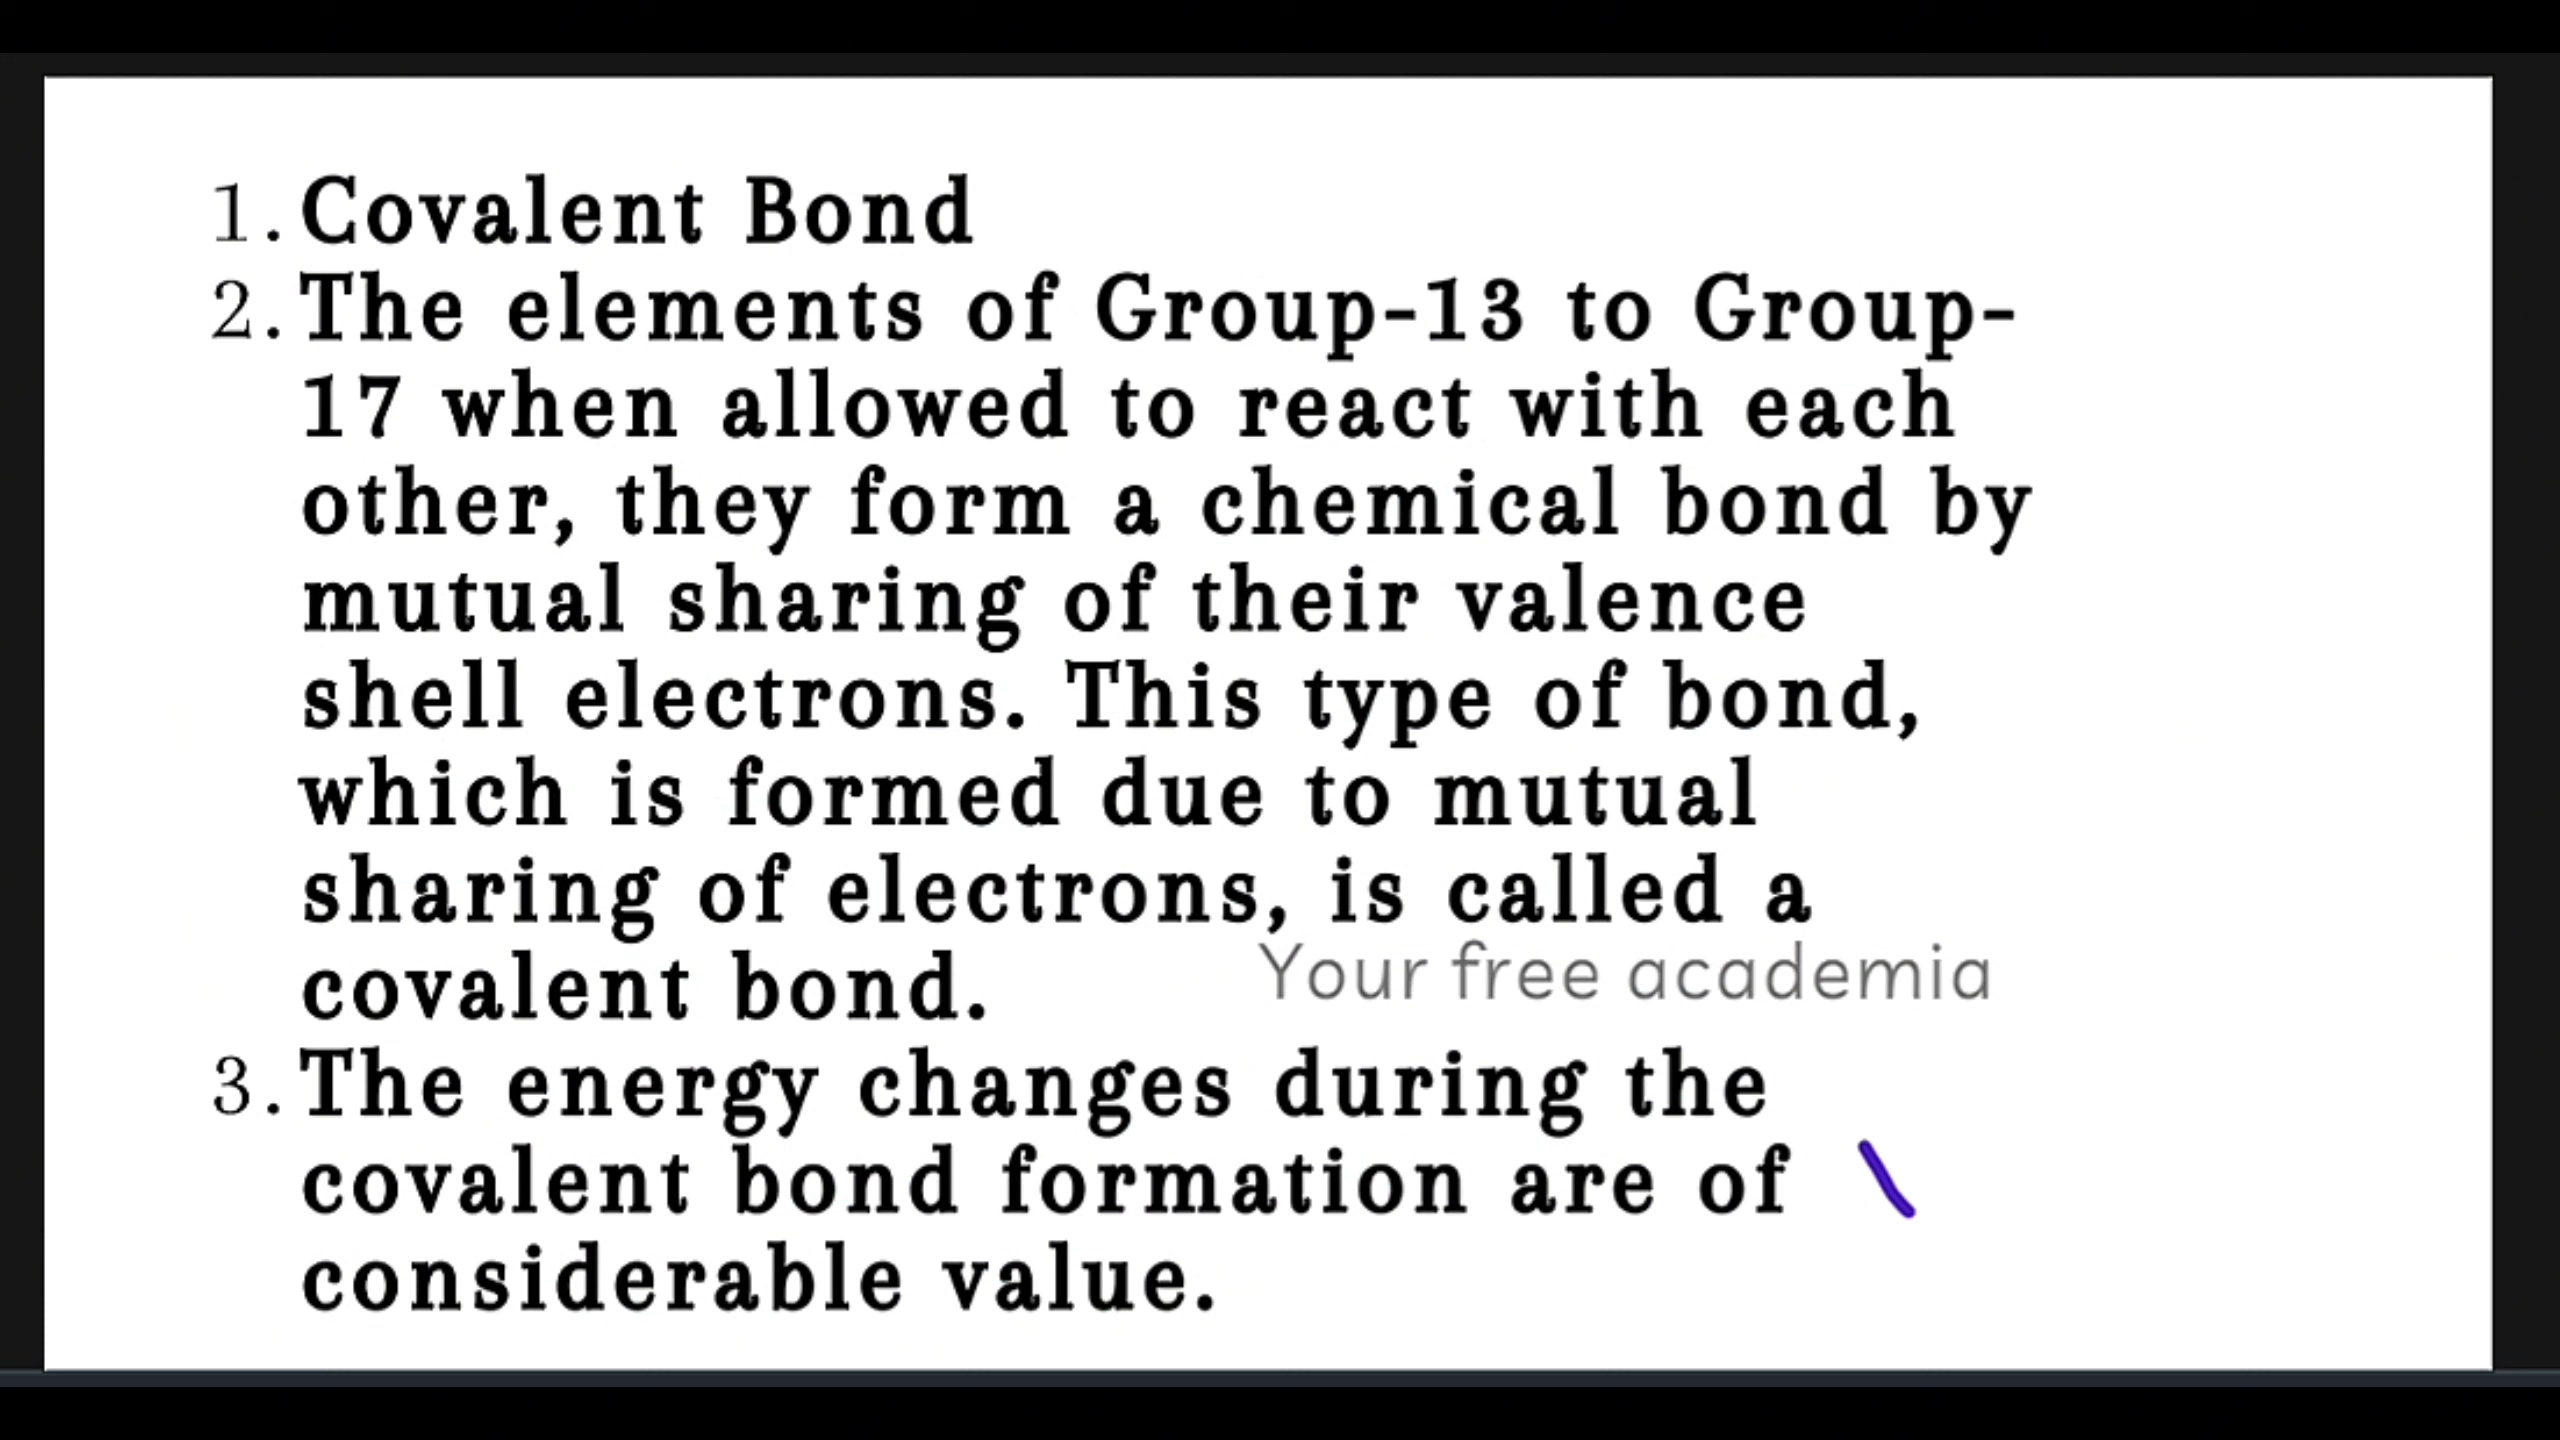 1. Covalent Bond
2. The elements of Group-13 to Group-
17 when allowed to react with each
other, they form a chemical bond by
mutual sharing of their valence
shell electrons. This type of bond,
which is formed due to mutual
sharing of electrons, is called a
covalent bond.
Your free academia
3. The energy changes during the
covalent bond formation are of
considerable value.